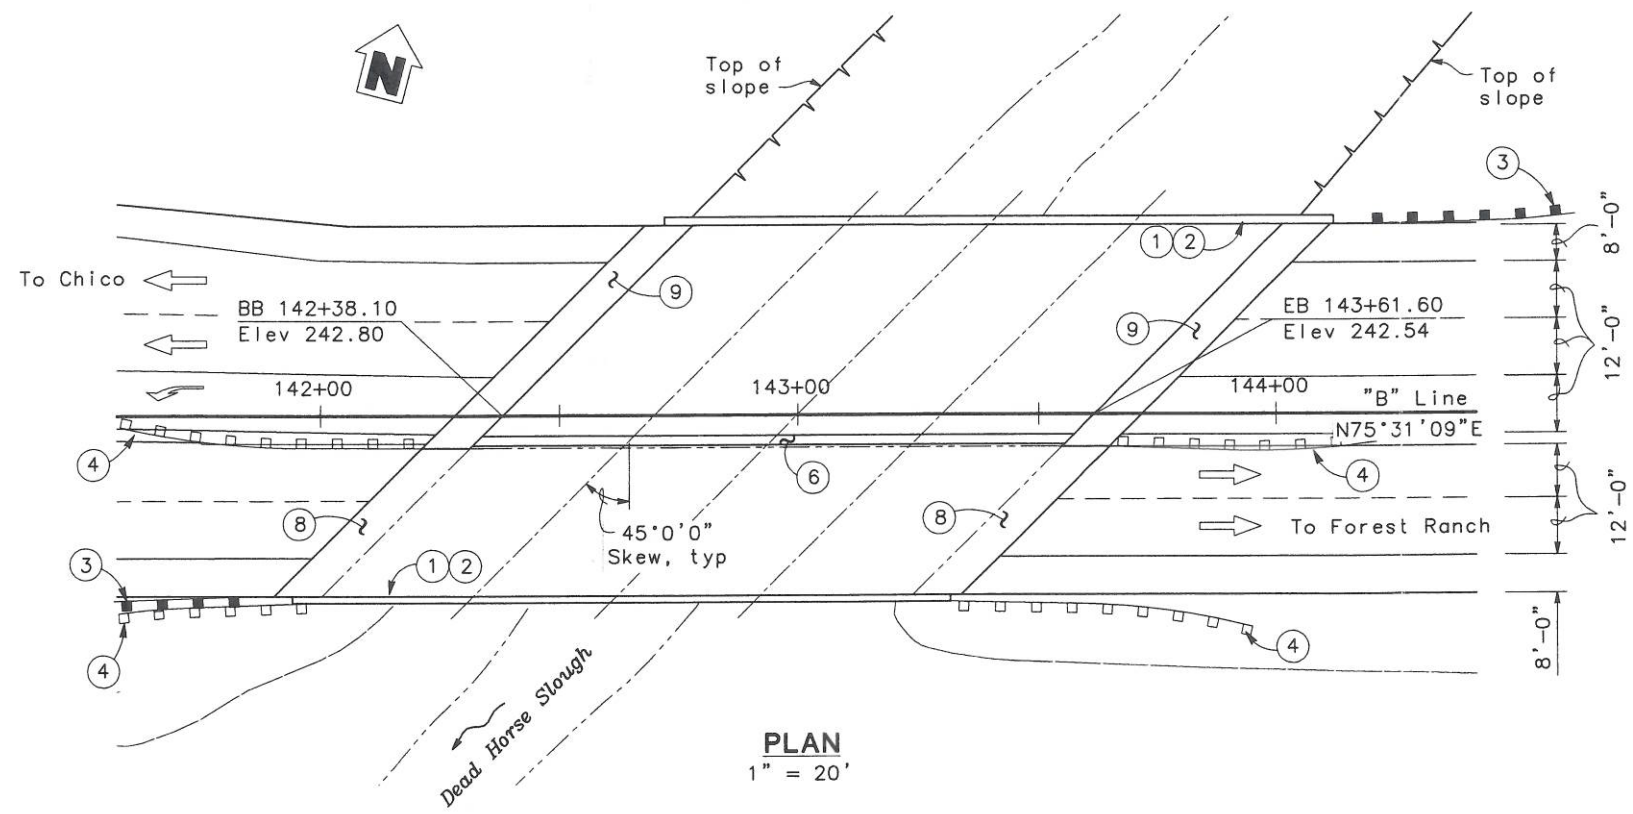 N
Top of
slope
Top of
slope
3
8'-0"
1 2
To Chico
9
BB 142+38.10
Elev 242.80
9
EB 143+61.60
Elev 242.54
12'-0"
142+00
143+00
144+00
"B" Line
N75°31'09"E
4
6
4
8
8
45°0'0"
Skew, typ
To Forest Ranch
12'-0"
3
1 2
4
4
8'-0"
Dead Horse Slough
PLAN
1" = 20'